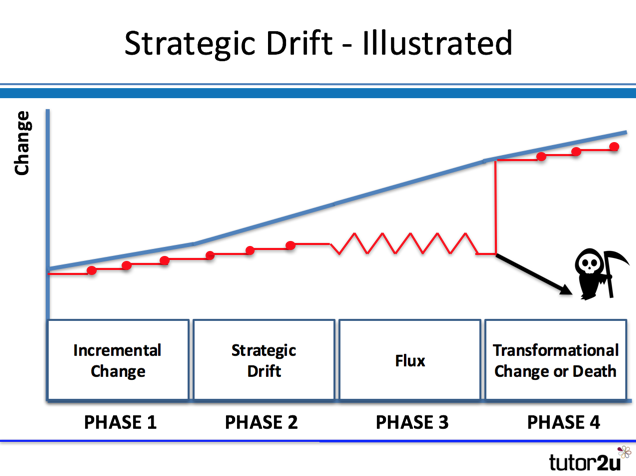 Strategic Drift - Illustrated
Change
Incremental
Change
Strategic
Drift
Flux
Transformational
Change or Death
PHASE 1
PHASE 2
PHASE 3
PHASE 4
tutor2u